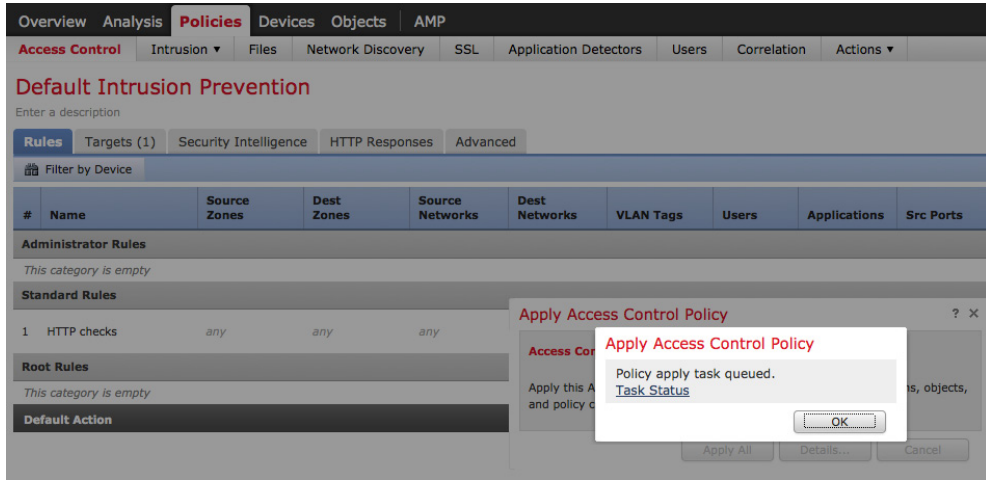 Overview Analysis Policies Devices Objects AMP
Access Control Intrusion ▼ Files Network Discovery SSL Application Detectors Users Correlation Actions ▼
Default Intrusion Prevention
Enter a description
Rules Targets (1) Security Intelligence HTTP Responses Advanced
Filter by Device
# Name Source Zones Dest Zones Source Networks Dest Networks VLAN Tags Users Applications Src Ports
Administrator Rules
This category is empty
Standard Rules
1 HTTP checks any any any
Root Rules
This category is empty
Default Action
Apply Access Control Policy ? ×
Access
Apply this
and policy
objects,
Apply Access Control Policy
Policy apply task queued.
Task Status
OK
Apply All Details... Cancel